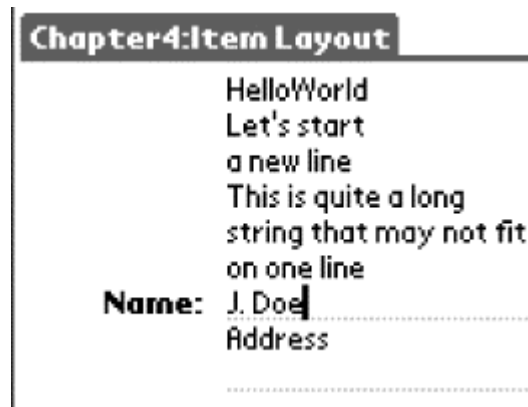 Chapter4:Item Layout
HelloWorld
Let's start
a new line
This is quite a long
string that may not fit
on one line
Name: J. Doe
Address